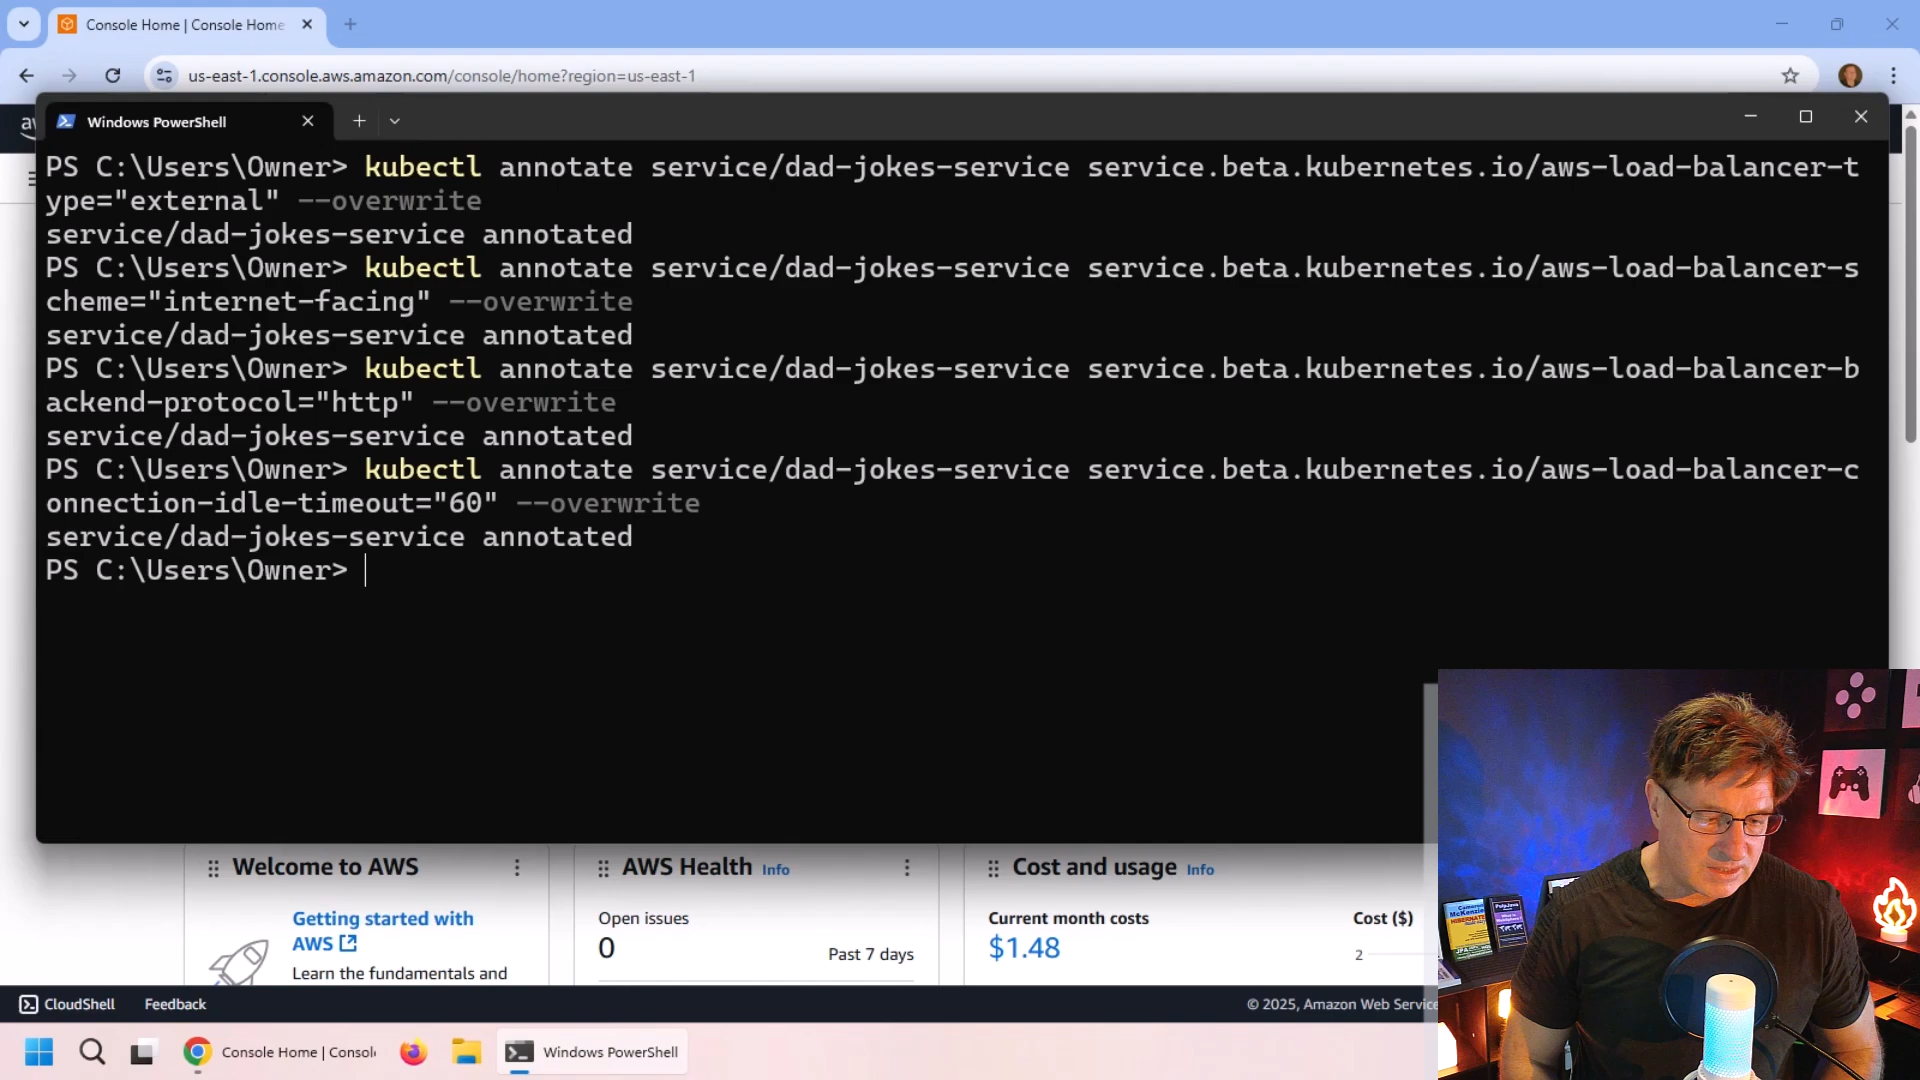 Console Home | Console Home
us-east-1.console.aws.amazon.com/console/home?region=us-east-1
Windows PowerShell
PS C:\Users\Owner> kubectl annotate service/dad-jokes-service service.beta.kubernetes.io/aws-load-balancer-t
ype="external" --overwrite
service/dad-jokes-service annotated
PS C:\Users\Owner> kubectl annotate service/dad-jokes-service service.beta.kubernetes.io/aws-load-balancer-s
cheme="internet-facing" --overwrite
service/dad-jokes-service annotated
PS C:\Users\Owner> kubectl annotate service/dad-jokes-service service.beta.kubernetes.io/aws-load-balancer-b
ackend-protocol="http" --overwrite
service/dad-jokes-service annotated
PS C:\Users\Owner> kubectl annotate service/dad-jokes-service service.beta.kubernetes.io/aws-load-balancer-c
onnection-idle-timeout="60" --overwrite
service/dad-jokes-service annotated
PS C:\Users\Owner>
Welcome to AWS
Getting started with
AWS
Learn the fundamentals and
AWS Health Info
Open issues
0
Past 7 days
Cost and usage Info
Current month costs
$1.48
Cost ($)
2
CloudShell
Feedback
© 2025, Amazon Web Service
Console Home | Consol
Windows PowerShell